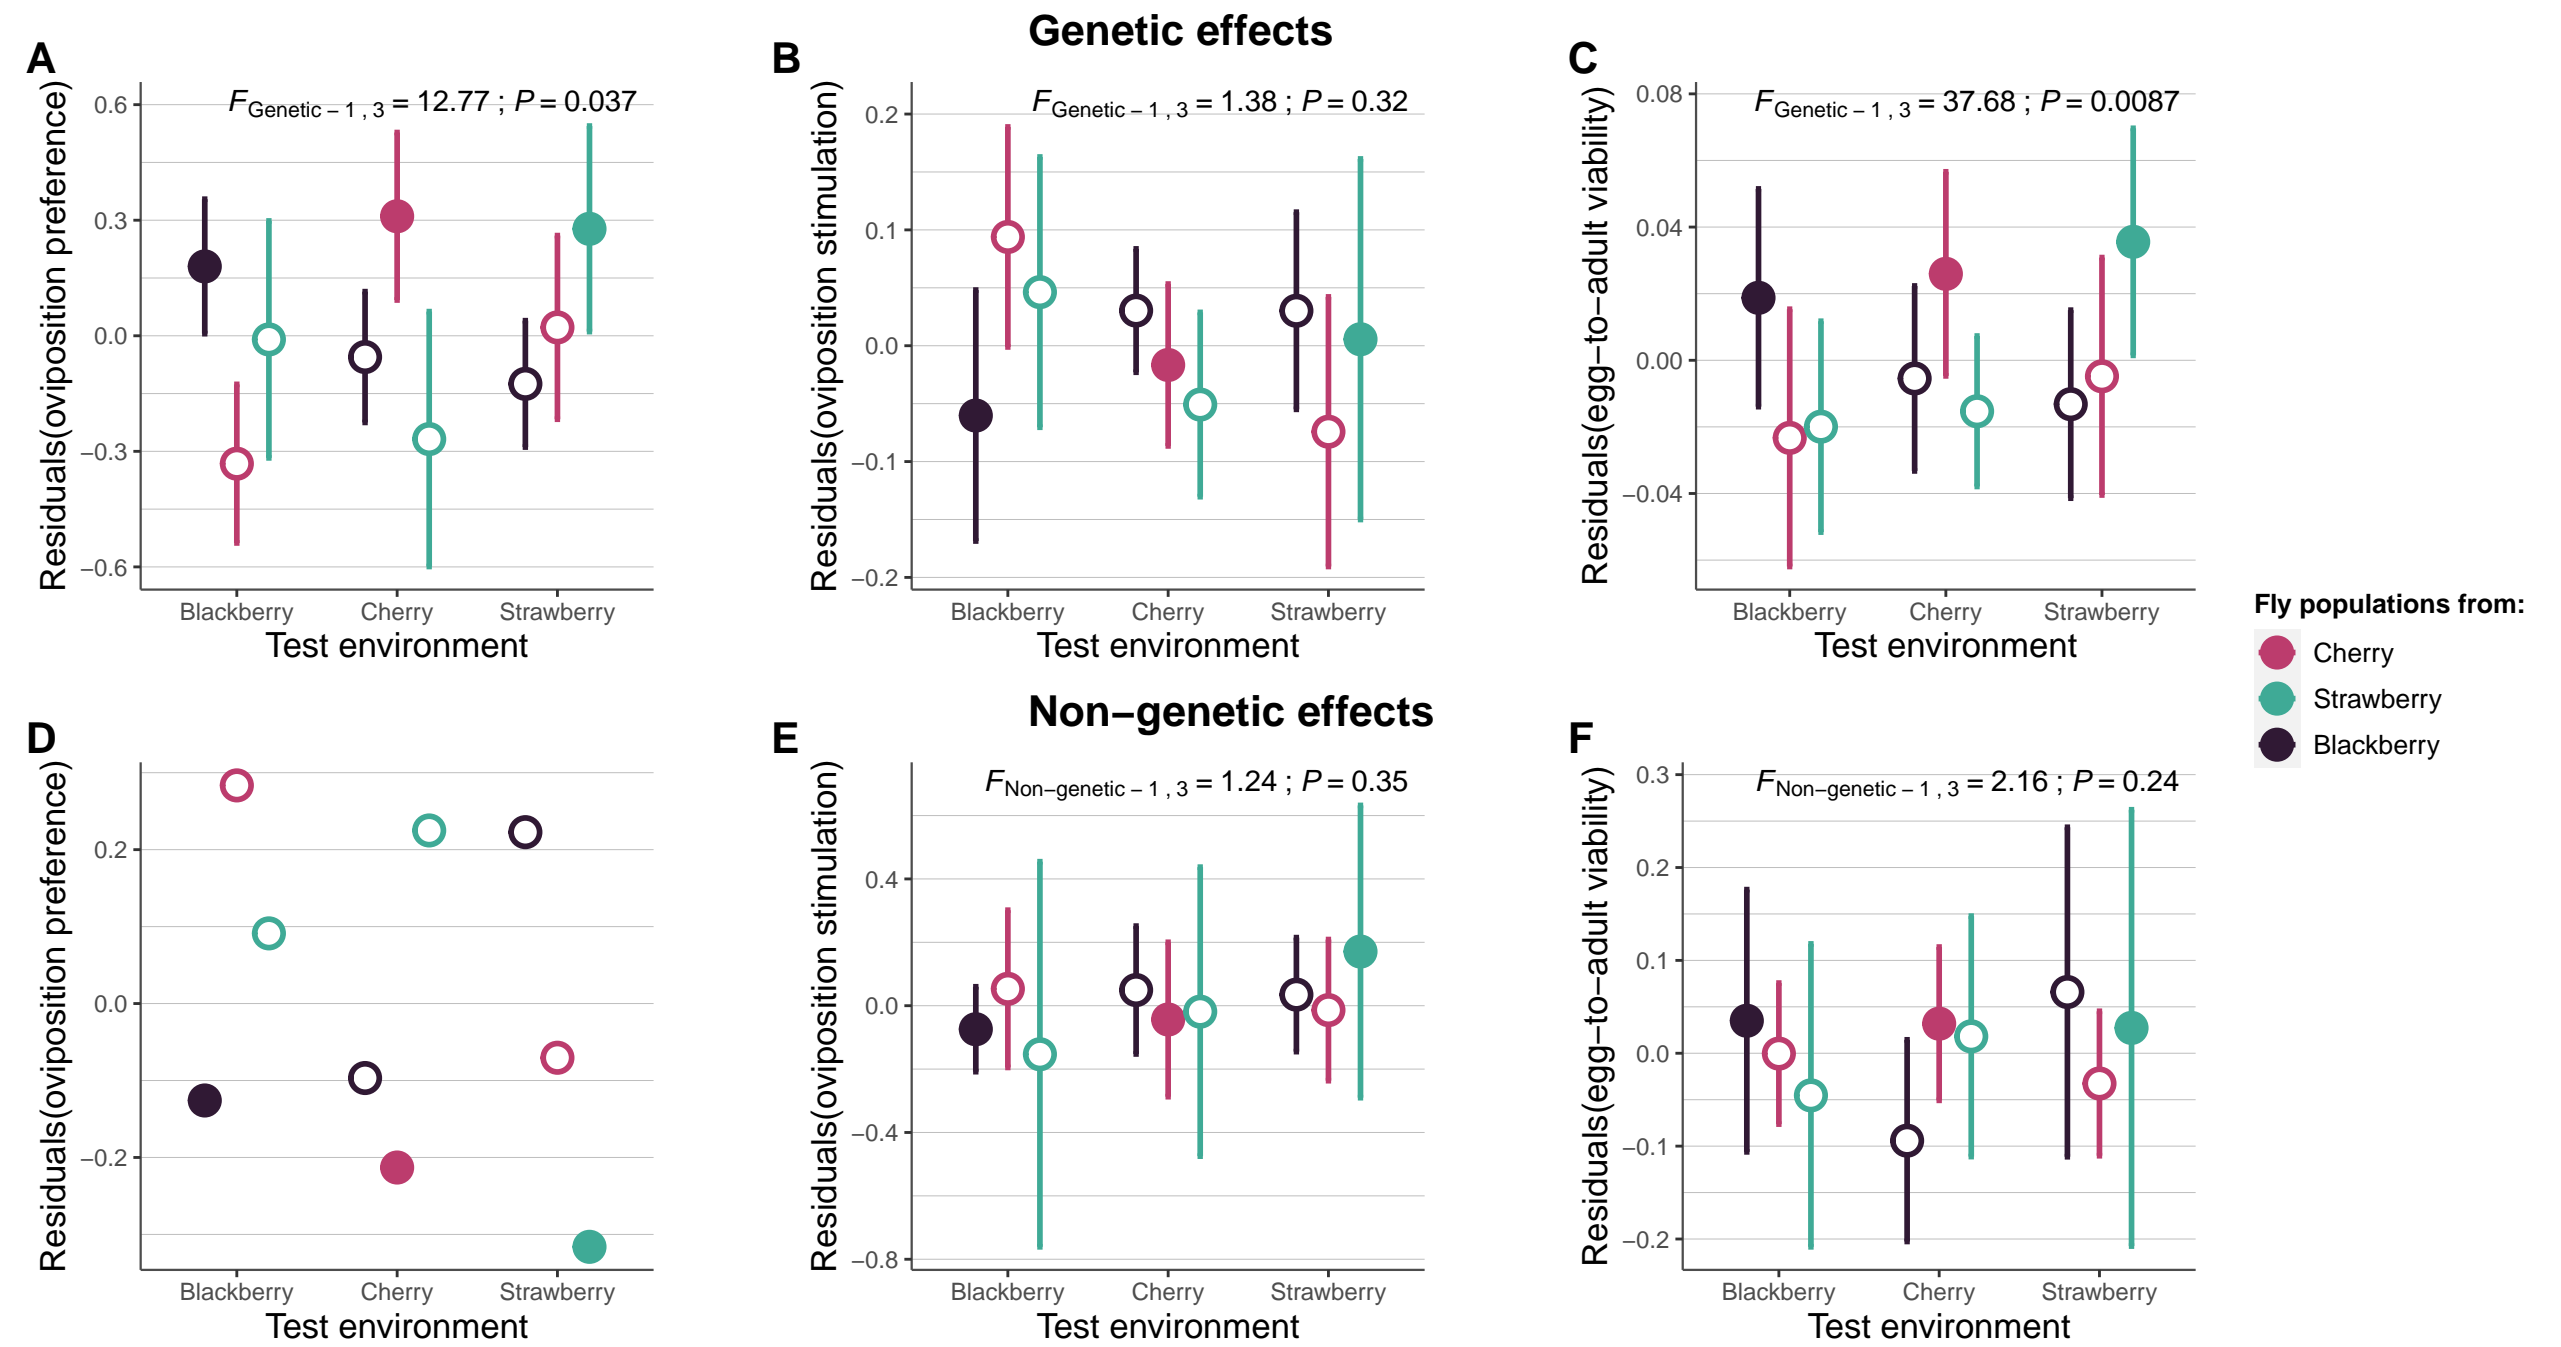 Genetic effects
A
Residuals(oviposition preference)
F Genetic – 1 , 3 = 12.77 ; P = 0.037
0.6
0.3
0.0
−0.3
−0.6
Blackberry Cherry Strawberry
Test environment
B
Residuals(oviposition stimulation)
F Genetic – 1 , 3 = 1.38 ; P = 0.32
0.2
0.1
0.0
−0.1
−0.2
Blackberry Cherry Strawberry
Test environment
C
Residuals(egg−to−adult viability)
F Genetic – 1 , 3 = 37.68 ; P = 0.0087
0.08
0.04
0.00
−0.04
Blackberry Cherry Strawberry
Test environment
Fly populations from:
Cherry
Strawberry
Blackberry
Non−genetic effects
D
Residuals(oviposition preference)
0.2
0.0
−0.2
Blackberry Cherry Strawberry
Test environment
E
Residuals(oviposition stimulation)
F Non−genetic – 1 , 3 = 1.24 ; P = 0.35
0.4
0.0
−0.4
−0.8
Blackberry Cherry Strawberry
Test environment
F
Residuals(egg−to−adult viability)
F Non−genetic – 1 , 3 = 2.16 ; P = 0.24
0.3
0.2
0.1
0.0
−0.1
−0.2
Blackberry Cherry Strawberry
Test environment